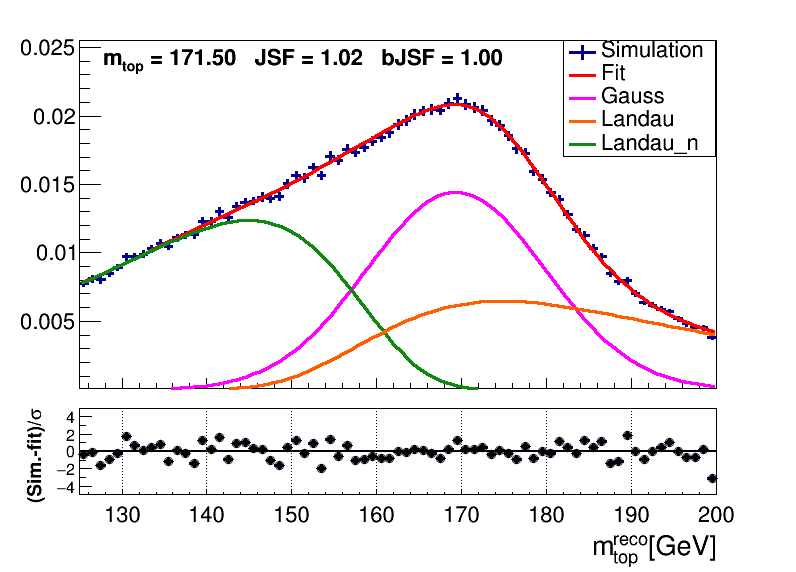 m_top = 171.50 JSF = 1.02 bJSF = 1.00
Simulation
Fit
Gauss
Landau
Landau_n
0.025
0.02
0.015
0.01
0.005
(Sim.-fit)/σ
4
2
0
−2
−4
130 140 150 160 170 180 190 200
m_top^reco[GeV]